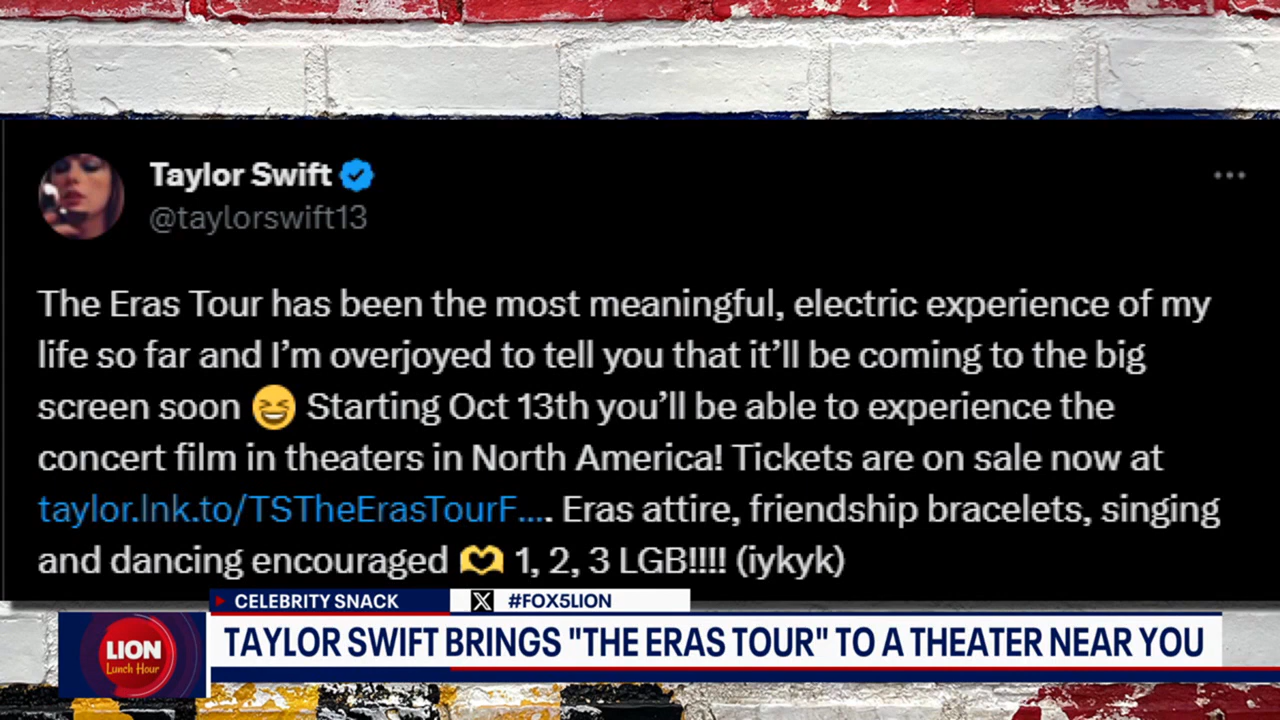 Taylor Swift
@taylorswift13
The Eras Tour has been the most meaningful, electric experience of my
life so far and I’m overjoyed to tell you that it’ll be coming to the big
screen soon 😆 Starting Oct 13th you’ll be able to experience the
concert film in theaters in North America! Tickets are on sale now at
taylor.lnk.to/TSTheErasTourF…. Eras attire, friendship bracelets, singing
and dancing encouraged 🫶 1, 2, 3 LGB!!!! (iykyk)
CELEBRITY SNACK
X #FOX5LION
LION
Lunch Hour
TAYLOR SWIFT BRINGS "THE ERAS TOUR" TO A THEATER NEAR YOU